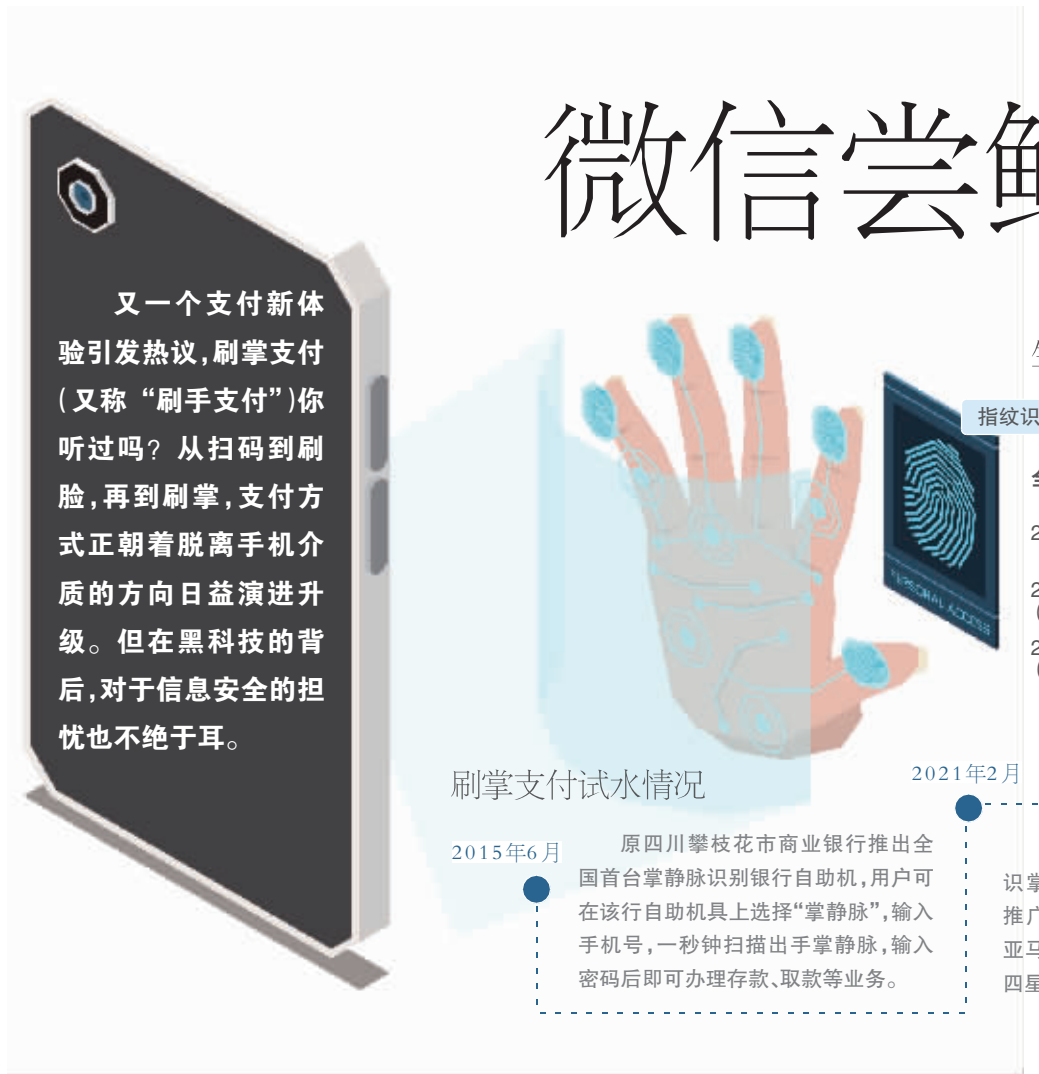 微信尝鲜
又一个支付新体
验引发热议,刷掌支付
(又称“刷手支付”)你
听过吗? 从扫码到刷
脸,再到刷掌,支付方
式正朝着脱离手机介
质的方向日益演进升
级。但在黑科技的背
后,对于信息安全的担
忧也不绝于耳。
指纹识
全
2
2
(
2
(
PERSONAL ACCESS
刷掌支付试水情况
2015年6月
原四川攀枝花市商业银行推出全
国首台掌静脉识别银行自助机,用户可
在该行自助机具上选择“掌静脉”,输入
手机号,一秒钟扫描出手掌静脉,输入
密码后即可办理存款、取款等业务。
2021年2月
识掌
推广
亚马
四星